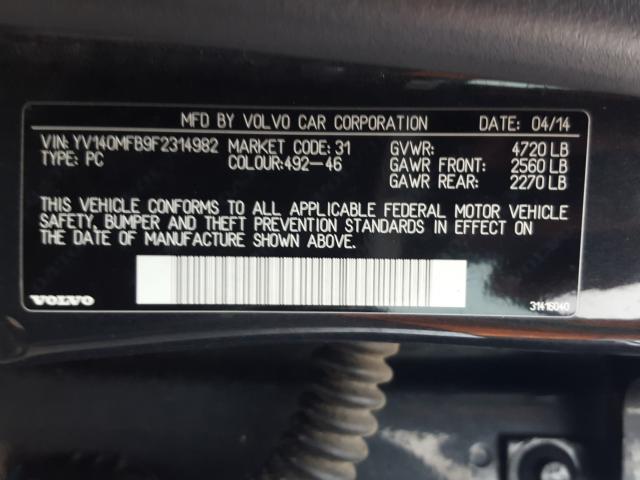 MFD BY VOLVO CAR CORPORATION DATE: 04/14
VIN: YV140MFB9F2314982 MARKET CODE: 31 GVWR: 4720 LB
TYPE: PC COLOUR:492-46 GAWR FRONT: 2560 LB
GAWR REAR: 2270 LB
THIS VEHICLE CONFORMS TO ALL APPLICABLE FEDERAL MOTOR VEHICLE
SAFETY, BUMPER AND THEFT PREVENTION STANDARDS IN EFFECT ON
THE DATE OF MANUFACTURE SHOWN ABOVE.
VOLVO 31416040